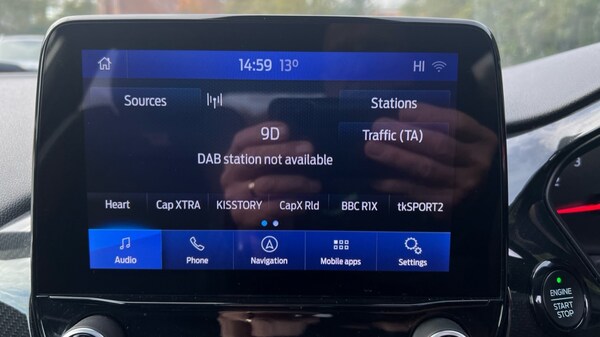 14:59 13° HI
Sources Stations
9D Traffic (TA)
DAB station not available
Heart Cap XTRA KISSTORY CapX Rld BBC R1X tkSPORT2
Audio Phone Navigation Mobile apps Settings
3
ENGINE
START
STOP